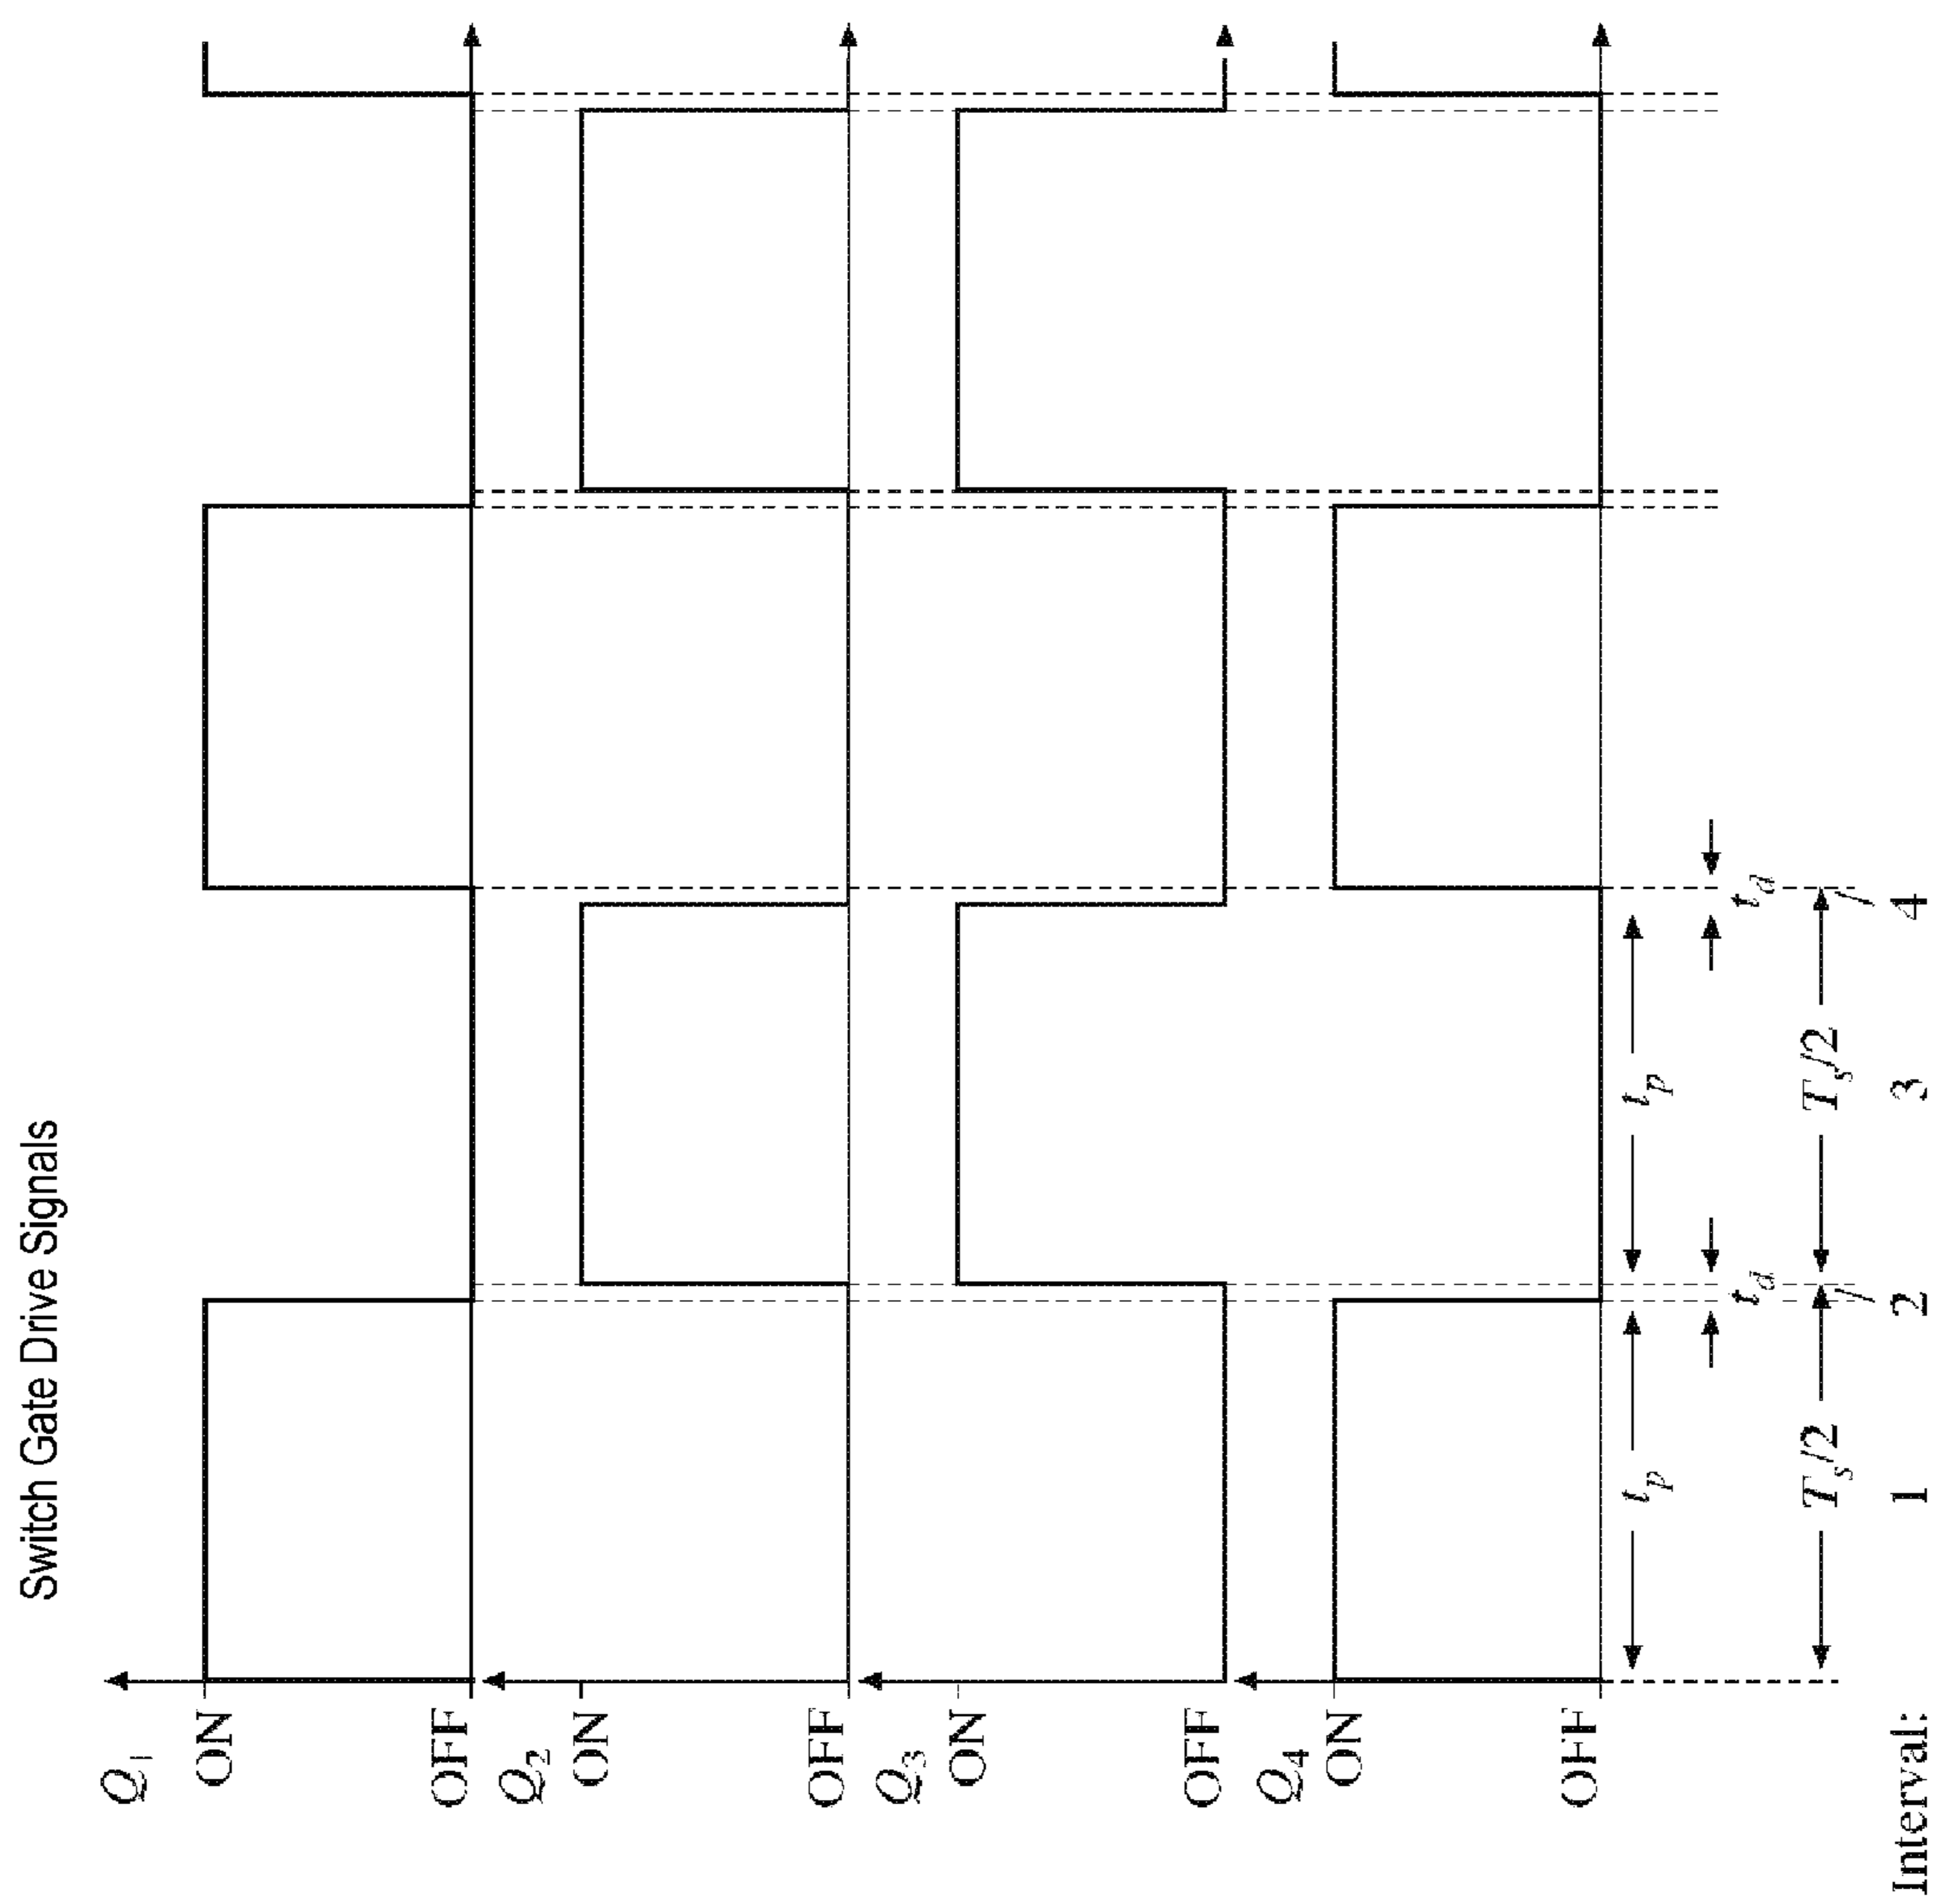 Switch Gate Drive Signals
Q1
ON
OFF
Q2
ON
OFF
Q3
ON
OFF
Q4
ON
OFF
tp tp
td td
Ts/2 Ts/2
Interval: 1 2 3 4